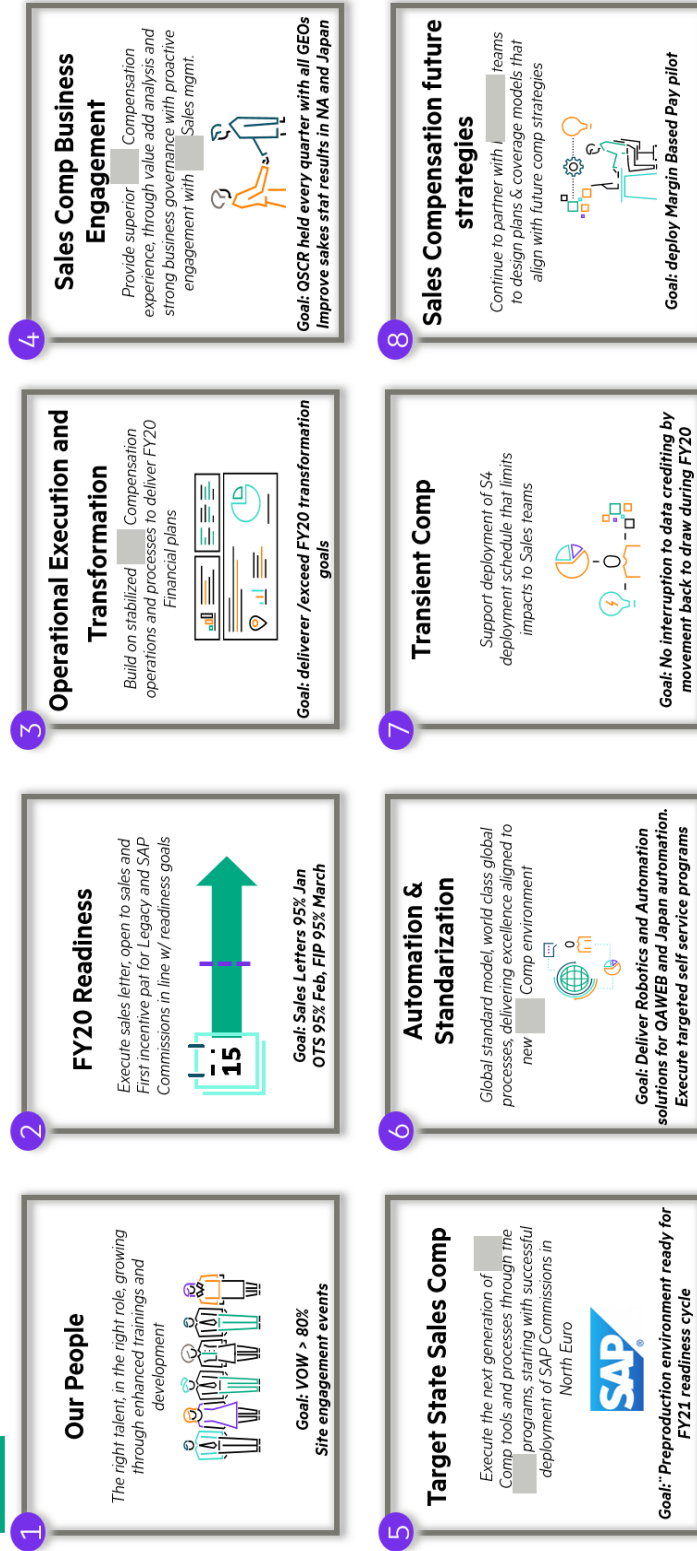 1
Our People
The right talent, in the right role, growing
through enhanced trainings and
development
Goal: VOW > 80%
Site engagement events
2
FY20 Readiness
Execute sales letter, open to sales and
First incentive pat for Legacy and SAP
Commissions in line w/ readiness goals
15
Goal: Sales Letters 95% Jan
OTS 95% Feb, FIP 95% March
3
Operational Execution and
Transformation
Build on stabilized Compensation
operations and processes to deliver FY20
Financial plans
Goal: deliverer /exceed FY20 transformation
goals
4
Sales Comp Business
Engagement
Provide superior Compensation
experience, through value add analysis and
strong business governance with proactive
engagement with Sales mgmt.
Goal: QSCR held every quarter with all GEOs
Improve sakes stat results in NA and Japan
5
Target State Sales Comp
Execute the next generation of
Comp tools and processes through the
programs, starting with successful
deployment of SAP Commissions in
North Euro
SAP®
Goal:¨ Preproduction environment ready for
FY21 readiness cycle
6
Automation &
Standarization
Global standard model, world class global
processes, delivering excellence aligned to
new Comp environment
Goal: Deliver Robotics and Automation
solutions for QAWEB and Japan automation.
Execute targeted self service programs
7
Transient Comp
Support deployment of S4
deployment schedule that limits
impacts to Sales teams
Goal: No interruption to data crediting by
movement back to draw during FY20
8
Sales Compensation future
strategies
Continue to partner with teams
to design plans & coverage models that
align with future comp strategies
Goal: deploy Margin Based Pay pilot